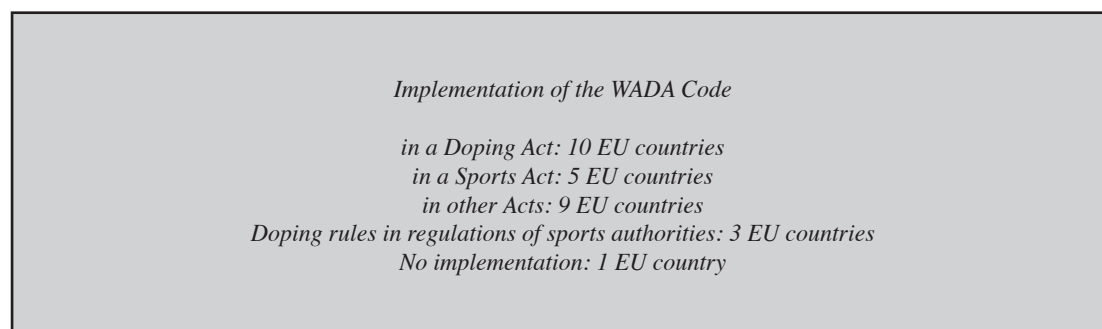 Implementation of the WADA Code
in a Doping Act: 10 EU countries
in a Sports Act: 5 EU countries
in other Acts: 9 EU countries
Doping rules in regulations of sports authorities: 3 EU countries
No implementation: 1 EU country